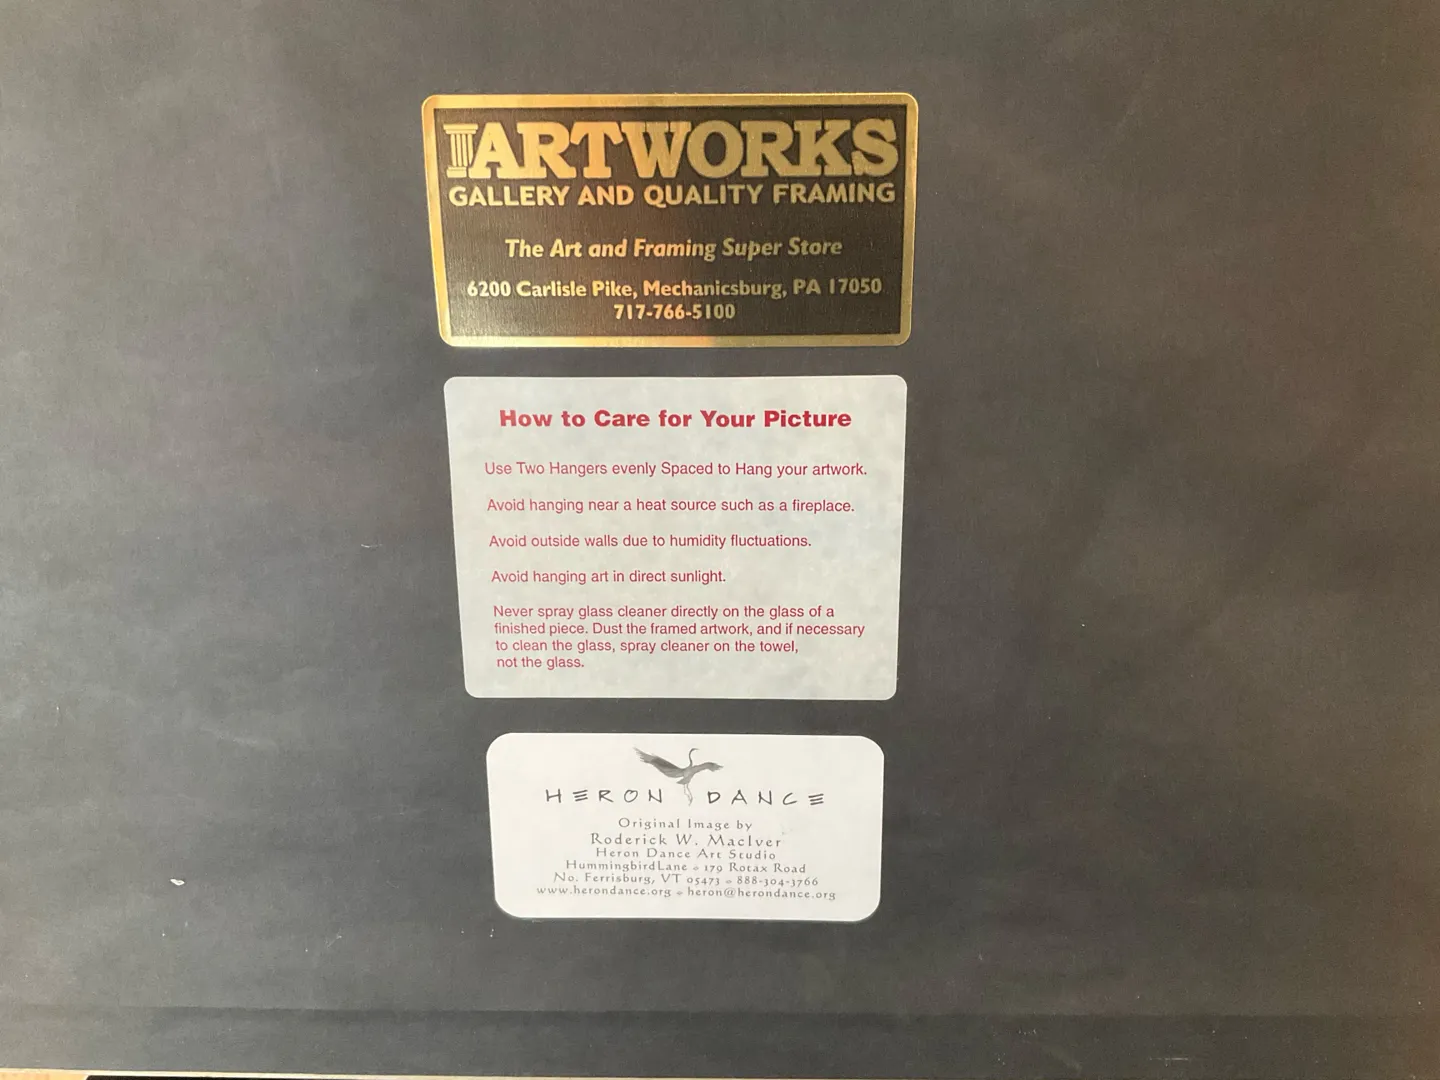 ARTWORKS
GALLERY AND QUALITY FRAMING
The Art and Framing Super Store
6200 Carlisle Pike, Mechanicsburg, PA 17050
717-766-5100
How to Care for Your Picture
Use Two Hangers evenly Spaced to Hang your artwork.
Avoid hanging near a heat source such as a fireplace.
Avoid outside walls due to humidity fluctuations.
Avoid hanging art in direct sunlight.
Never spray glass cleaner directly on the glass of a
finished piece. Dust the framed artwork, and if necessary
to clean the glass, spray cleaner on the towel,
not the glass.
HERON DANCE
Original Image by
Roderick W. MacIver
Heron Dance Art Studio
HummingbirdLane ⬥ 179 Rotax Road
No. Ferrisburg, VT 05473 ⬥ 888-304-3766
www.herondance.org ⬥ heron@herondance.org